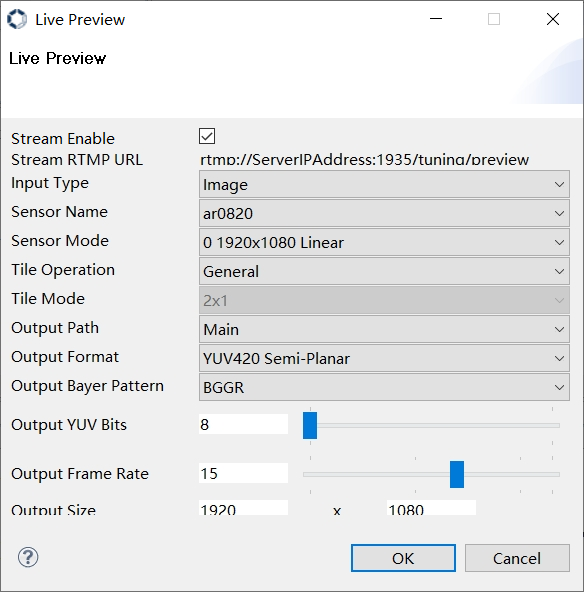 Live Preview
Live Preview
Stream Enable
Stream RTMP URL rtmp://ServerIPAddress:1935/tuning/preview
Input Type Image
Sensor Name ar0820
Sensor Mode 0 1920x1080 Linear
Tile Operation General
Tile Mode 2x1
Output Path Main
Output Format YUV420 Semi-Planar
Output Bayer Pattern BGGR
Output YUV Bits 8
Output Frame Rate 15
Output Size 1920 x 1080
? OK Cancel